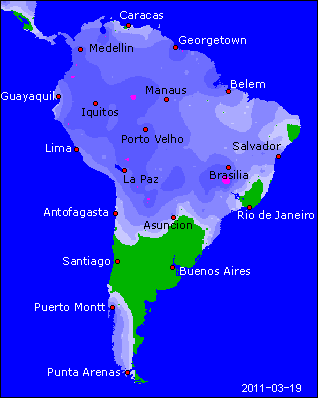 Caracas
Medellin
Georgetown
Guayaquil
Iquitos
Manaus
Belem
Porto Velho
Lima
La Paz
Brasilia
Salvador
Antofagasta
Asuncion
Rio de Janeiro
Santiago
Buenos Aires
Puerto Montt
Punta Arenas
2011-03-19